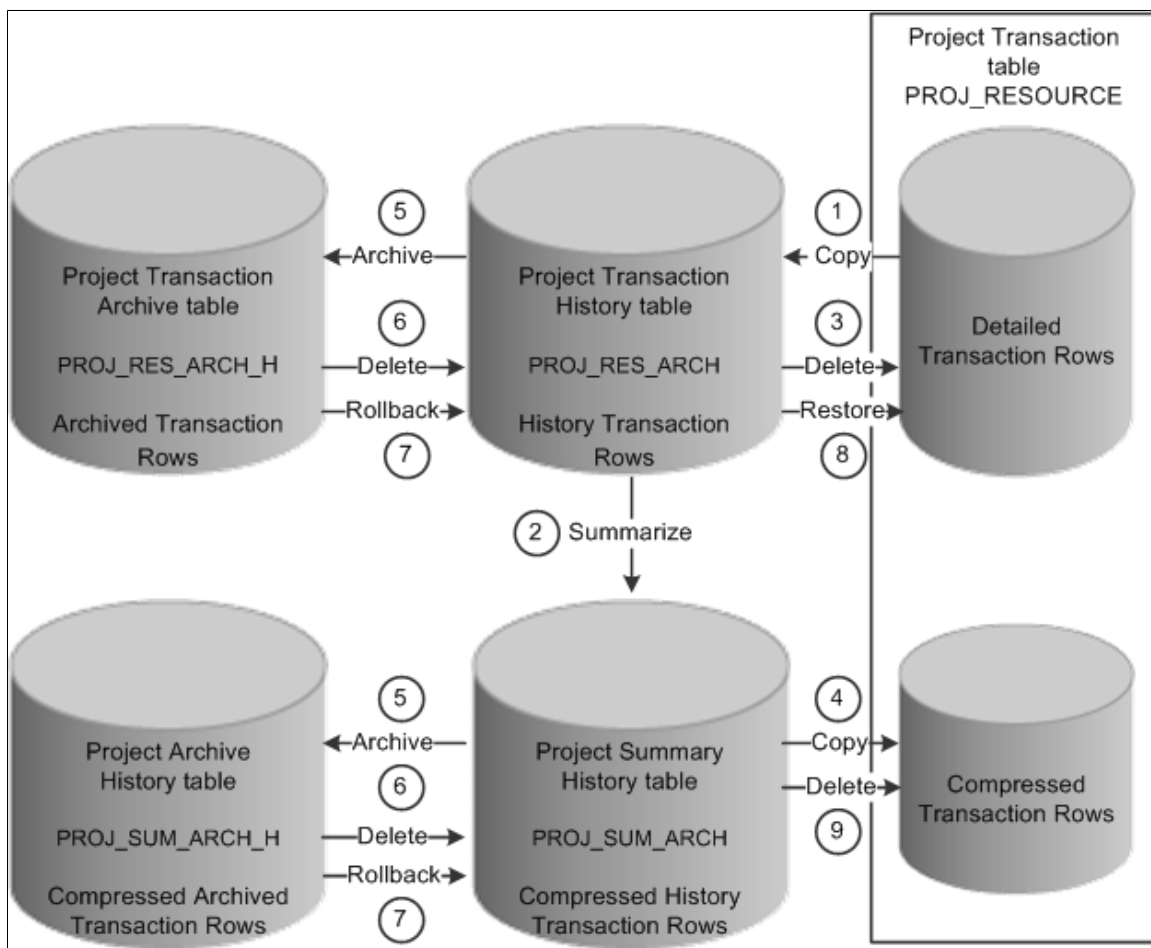 Project Transaction
table
PROJ_RESOURCE
5
Archive
1
Copy
Project Transaction
Archive table
PROJ_RES_ARCH_H
Archived Transaction
Rows
6
Delete
Rollback
7
Project Transaction
History table
PROJ_RES_ARCH
History Transaction
Rows
3
Delete
Restore
8
Detailed
Transaction Rows
2
Summarize
5
Archive
4
Copy
Project Archive
History table
PROJ_SUM_ARCH_H
Compressed Archived
Transaction Rows
6
Delete
Rollback
7
Project Summary
History table
PROJ_SUM_ARCH
Compressed History
Transaction Rows
Delete
9
Compressed
Transaction Rows